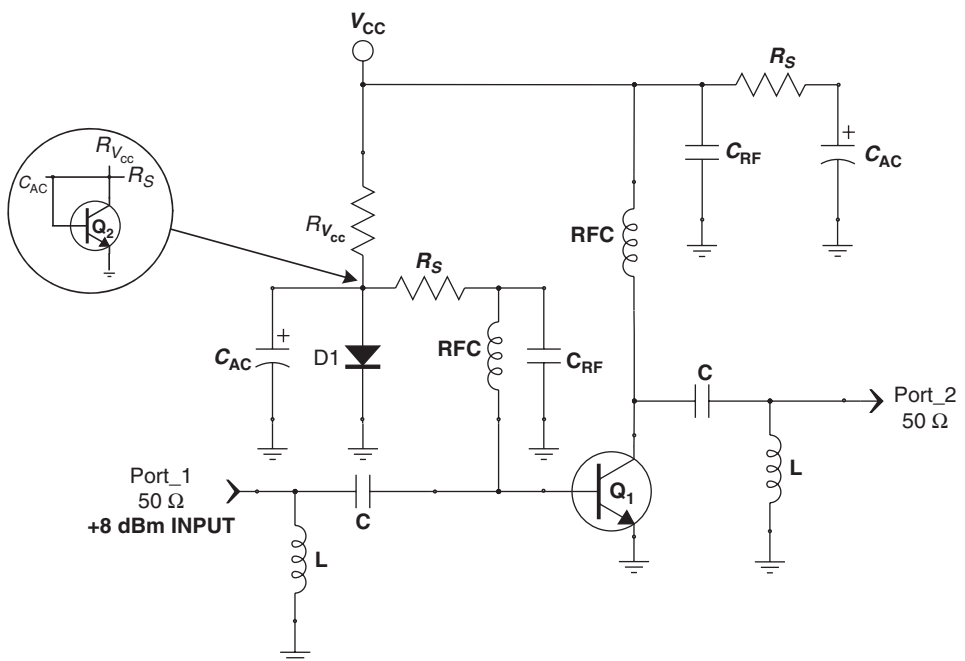 V_CC
R_S
+
C_RF
C_AC
R_Vcc
C_AC
R_S
Q_2
RFC
R_Vcc
R_S
+
C_AC
D1
RFC
C_RF
C
Port_2
50 Ω
L
Port_1
50 Ω
+8 dBm INPUT
C
Q_1
L